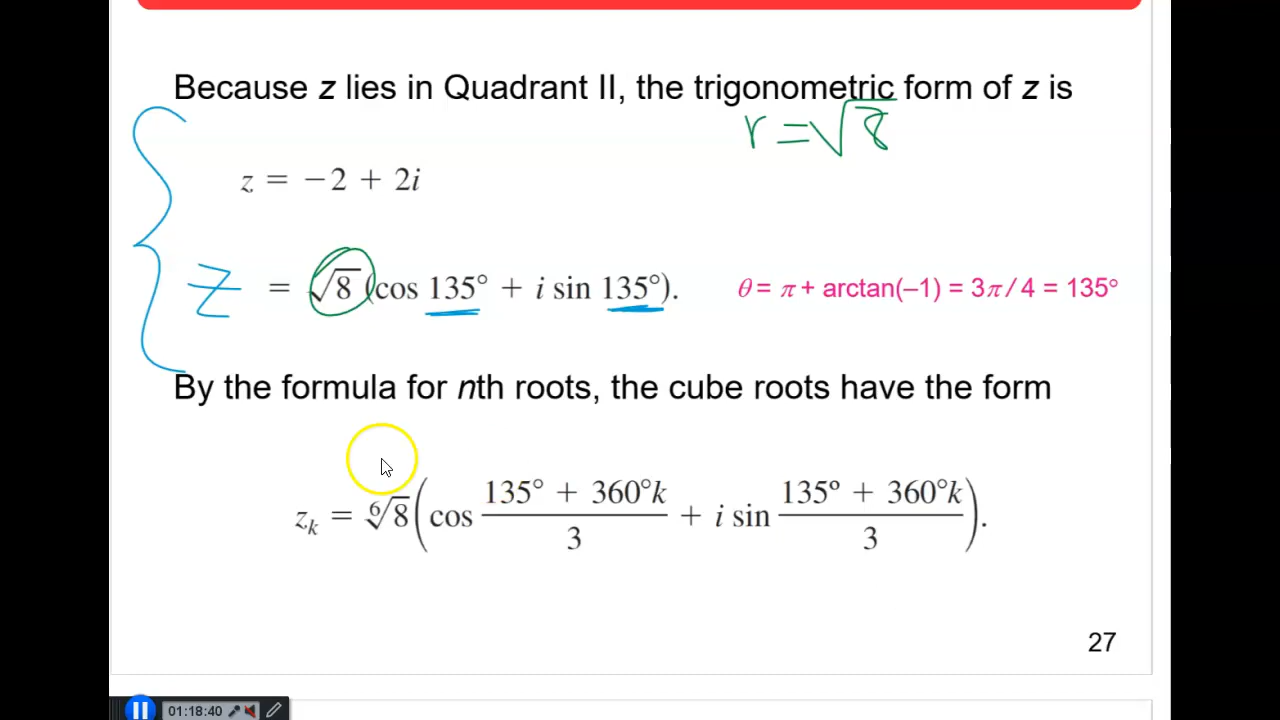 Because z lies in Quadrant II, the trigonometric form of z is
r = √8
z = −2 + 2i
z = √8 (cos 135° + i sin 135°). θ = π + arctan(–1) = 3π / 4 = 135°
By the formula for nth roots, the cube roots have the form
zₖ = ⁶√8 (cos (135° + 360°k)/3 + i sin (135° + 360°k)/3).
27
01:18:40